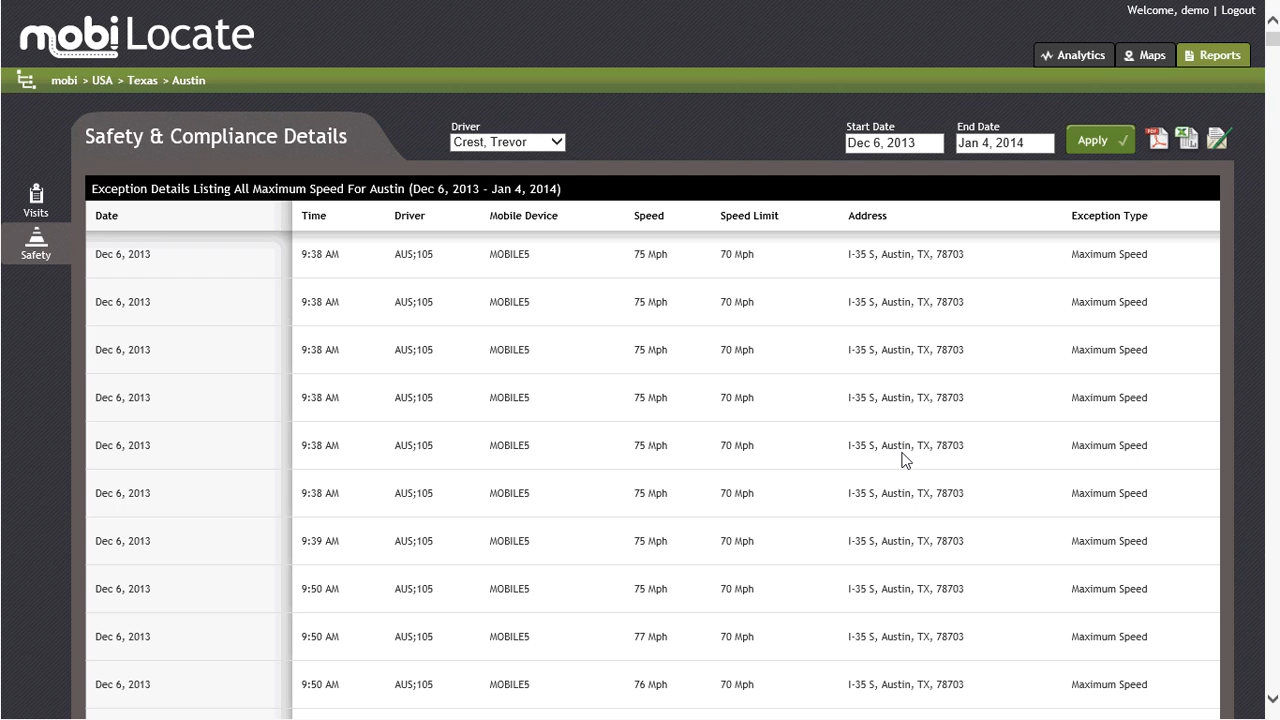 Welcome, demo | Logout
mobi Locate
Analytics Maps Reports
mobi > USA > Texas > Austin
Safety & Compliance Details
Driver
Crest, Trevor
Start Date
Dec 6, 2013
End Date
Jan 4, 2014
Apply
PDF
Visits
Safety
Exception Details Listing All Maximum Speed For Austin (Dec 6, 2013 - Jan 4, 2014)
Date Time Driver Mobile Device Speed Speed Limit Address Exception Type
Dec 6, 2013 9:38 AM AUS;105 MOBILE5 75 Mph 70 Mph I-35 S, Austin, TX, 78703 Maximum Speed
Dec 6, 2013 9:38 AM AUS;105 MOBILE5 75 Mph 70 Mph I-35 S, Austin, TX, 78703 Maximum Speed
Dec 6, 2013 9:38 AM AUS;105 MOBILE5 75 Mph 70 Mph I-35 S, Austin, TX, 78703 Maximum Speed
Dec 6, 2013 9:38 AM AUS;105 MOBILE5 75 Mph 70 Mph I-35 S, Austin, TX, 78703 Maximum Speed
Dec 6, 2013 9:38 AM AUS;105 MOBILE5 75 Mph 70 Mph I-35 S, Austin, TX, 78703 Maximum Speed
Dec 6, 2013 9:38 AM AUS;105 MOBILE5 75 Mph 70 Mph I-35 S, Austin, TX, 78703 Maximum Speed
Dec 6, 2013 9:39 AM AUS;105 MOBILE5 75 Mph 70 Mph I-35 S, Austin, TX, 78703 Maximum Speed
Dec 6, 2013 9:50 AM AUS;105 MOBILE5 75 Mph 70 Mph I-35 S, Austin, TX, 78703 Maximum Speed
Dec 6, 2013 9:50 AM AUS;105 MOBILE5 77 Mph 70 Mph I-35 S, Austin, TX, 78703 Maximum Speed
Dec 6, 2013 9:50 AM AUS;105 MOBILE5 76 Mph 70 Mph I-35 S, Austin, TX, 78703 Maximum Speed